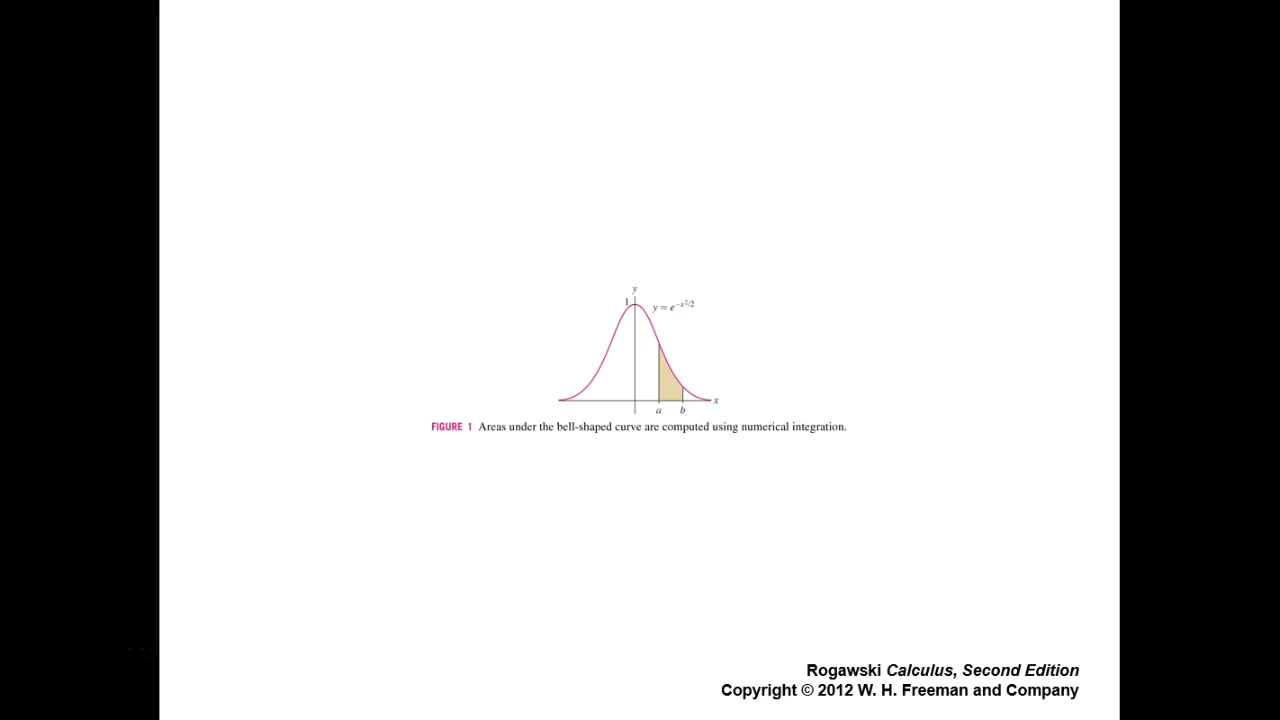 y
1
y = e^{-x^2/2}
x
a b
FIGURE 1 Areas under the bell-shaped curve are computed using numerical integration.
Rogawski Calculus, Second Edition
Copyright © 2012 W. H. Freeman and Company